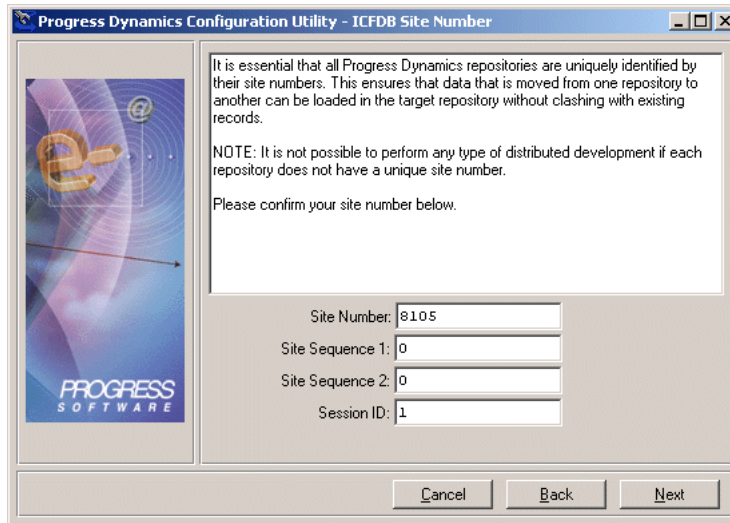 Progress Dynamics Configuration Utility - ICFDB Site Number
It is essential that all Progress Dynamics repositories are uniquely identified by
their site numbers. This ensures that data that is moved from one repository to
another can be loaded in the target repository without clashing with existing
records.
NOTE: It is not possible to perform any type of distributed development if each
repository does not have a unique site number.
Please confirm your site number below.
@
e-
PROGRESS
SOFTWARE
Site Number: 8105
Site Sequence 1: 0
Site Sequence 2: 0
Session ID: 1
Cancel Back Next